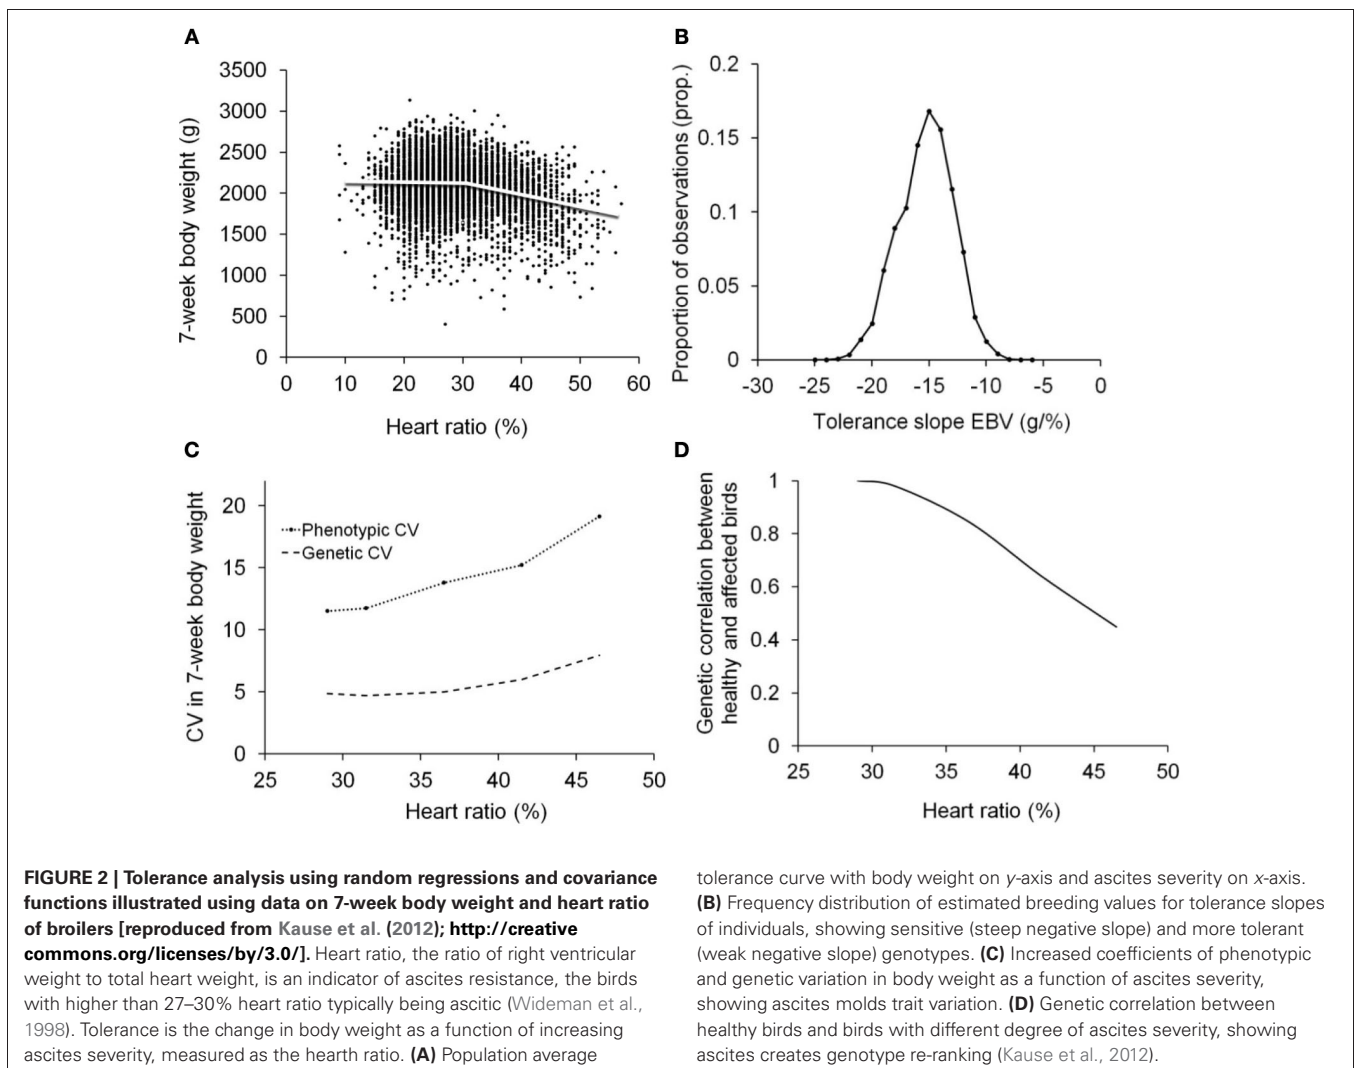 A
3500
3000
2500
2000
1500
1000
500
0
0 10 20 30 40 50 60
7-week body weight (g)
Heart ratio (%)
B
0.2
0.15
0.1
0.05
0
-30 -25 -20 -15 -10 -5 0
Proportion of observations (prop.)
Tolerance slope EBV (g/%)
C
20
15
10
5
0
25 30 35 40 45 50
CV in 7-week body weight
Phenotypic CV
Genetic CV
Heart ratio (%)
D
1
0.8
0.6
0.4
0.2
0
25 30 35 40 45 50
Genetic correlation between
healthy and affected birds
Heart ratio (%)
FIGURE 2 | Tolerance analysis using random regressions and covariance
functions illustrated using data on 7-week body weight and heart ratio
of broilers [reproduced from Kause et al. (2012); http://creative
commons.org/licenses/by/3.0/]. Heart ratio, the ratio of right ventricular
weight to total heart weight, is an indicator of ascites resistance, the birds
with higher than 27–30% heart ratio typically being ascitic (Wideman et al.,
1998). Tolerance is the change in body weight as a function of increasing
ascites severity, measured as the hearth ratio. (A) Population average
tolerance curve with body weight on y-axis and ascites severity on x-axis.
(B) Frequency distribution of estimated breeding values for tolerance slopes
of individuals, showing sensitive (steep negative slope) and more tolerant
(weak negative slope) genotypes. (C) Increased coefficients of phenotypic
and genetic variation in body weight as a function of ascites severity,
showing ascites molds trait variation. (D) Genetic correlation between
healthy birds and birds with different degree of ascites severity, showing
ascites creates genotype re-ranking (Kause et al., 2012).